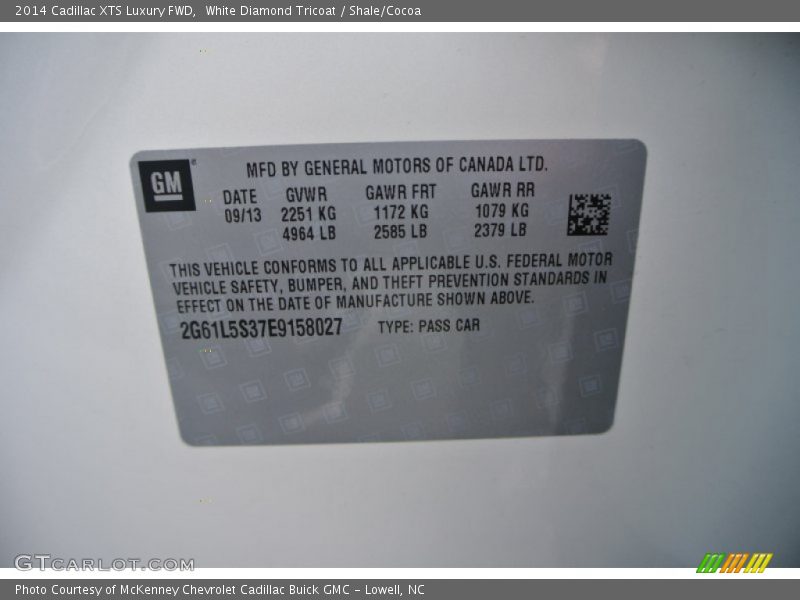 2014 Cadillac XTS Luxury FWD,  White Diamond Tricoat / Shale/Cocoa
GM®
MFD BY GENERAL MOTORS OF CANADA LTD.
DATE GVWR GAWR FRT GAWR RR
09/13 2251 KG 1172 KG 1079 KG
4964 LB 2585 LB 2379 LB
THIS VEHICLE CONFORMS TO ALL APPLICABLE U.S. FEDERAL MOTOR
VEHICLE SAFETY, BUMPER, AND THEFT PREVENTION STANDARDS IN
EFFECT ON THE DATE OF MANUFACTURE SHOWN ABOVE.
2G61L5S37E9158027 TYPE: PASS CAR
GTCARLOT.COM
Photo Courtesy of McKenney Chevrolet Cadillac Buick GMC - Lowell, NC